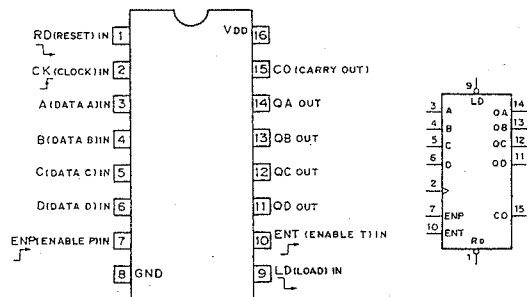 RD(RESET)IN 1
CK(CLOCK)IN 2
A(DATA A)IN 3
B(DATA B)IN 4
C(DATA C)IN 5
D(DATA D)IN 6
ENP(ENABLE P)IN 7
8 GND
VDD 16
15 CO(CARRY OUT)
14 QA OUT
13 QB OUT
12 QC OUT
11 QD OUT
10 ENT (ENABLE T)IN
9 LD(LOAD) IN
9
LD
3 A QA 14
4 B QB 13
5 C QC 12
6 D QD 11
2
7 ENP CO 15
10 ENT
RD
1